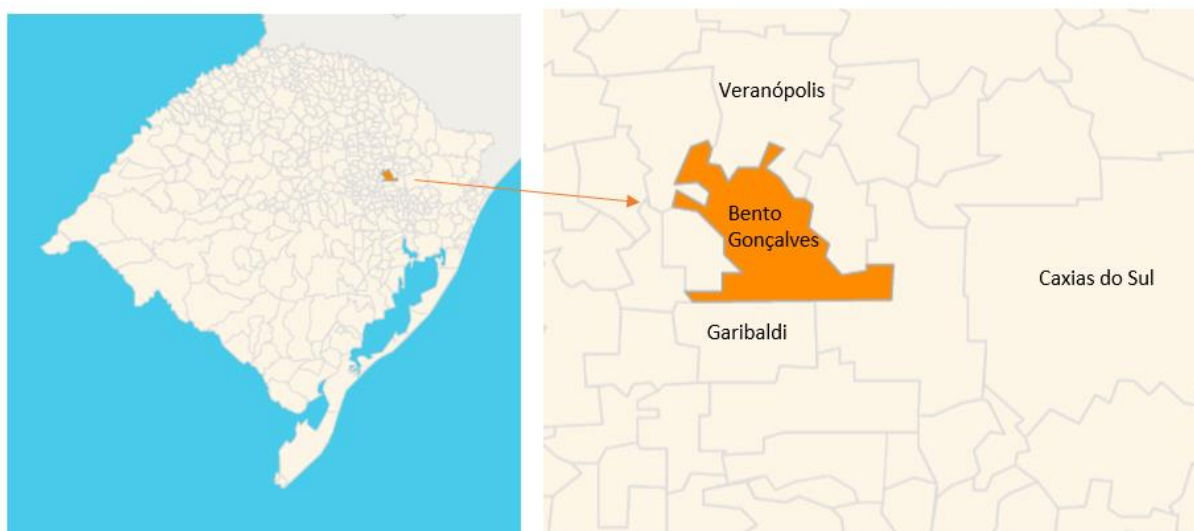 Veranópolis
Bento
Gonçalves
Caxias do Sul
Garibaldi